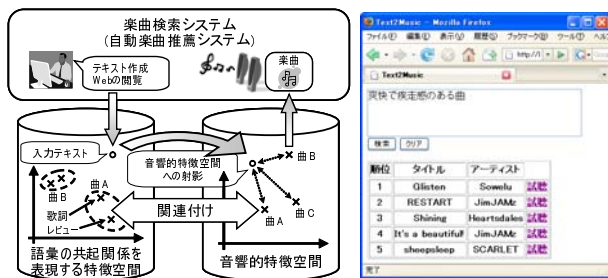 楽曲検索システム
(自動楽曲推薦システム)
テキスト作成
Webの閲覧
楽曲
入力テキスト
音響的特徴空間
への射影
曲B
曲A
曲B
歌詞
レビュー
関連付け
曲A
曲C
語彙の共起関係を
表現する特徴空間
音響的特徴空間
Text2Music - Mozilla Firefox
ファイル(F) 編集(E) 表示(V) 履歴(S) ブックマーク(B) ツール(T) ヘル
http://l
Text2Music
爽快で疾走感のある曲
検索 クリア
順位 タイトル アーティスト
1 Glisten Sowelu 試聴
2 RESTART JimJAMz 試聴
3 Shining Heartsdales 試聴
4 It's a beautiful JimJAMz 試聴
5 sheepsleep SCARLET 試聴
完了